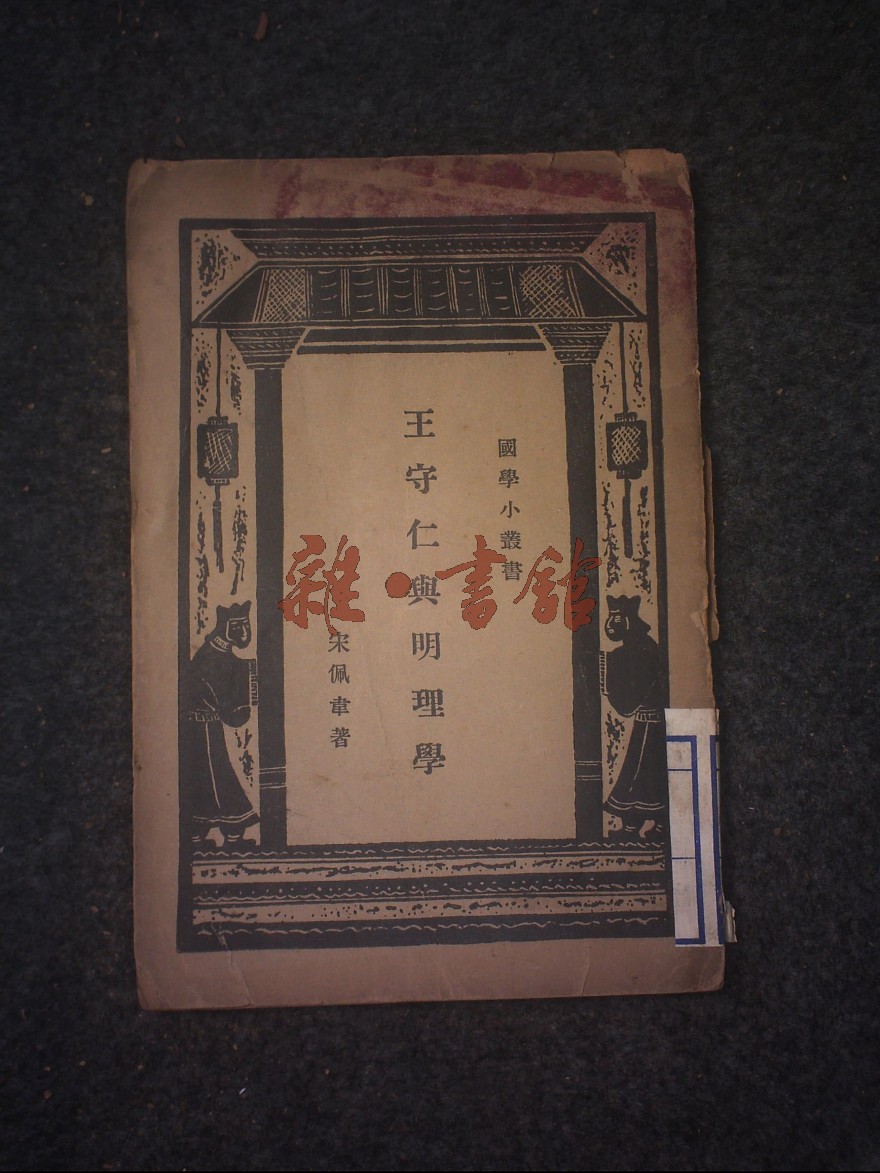 國學小叢書
王守仁與明理學
宋佩韋著
雜·書館